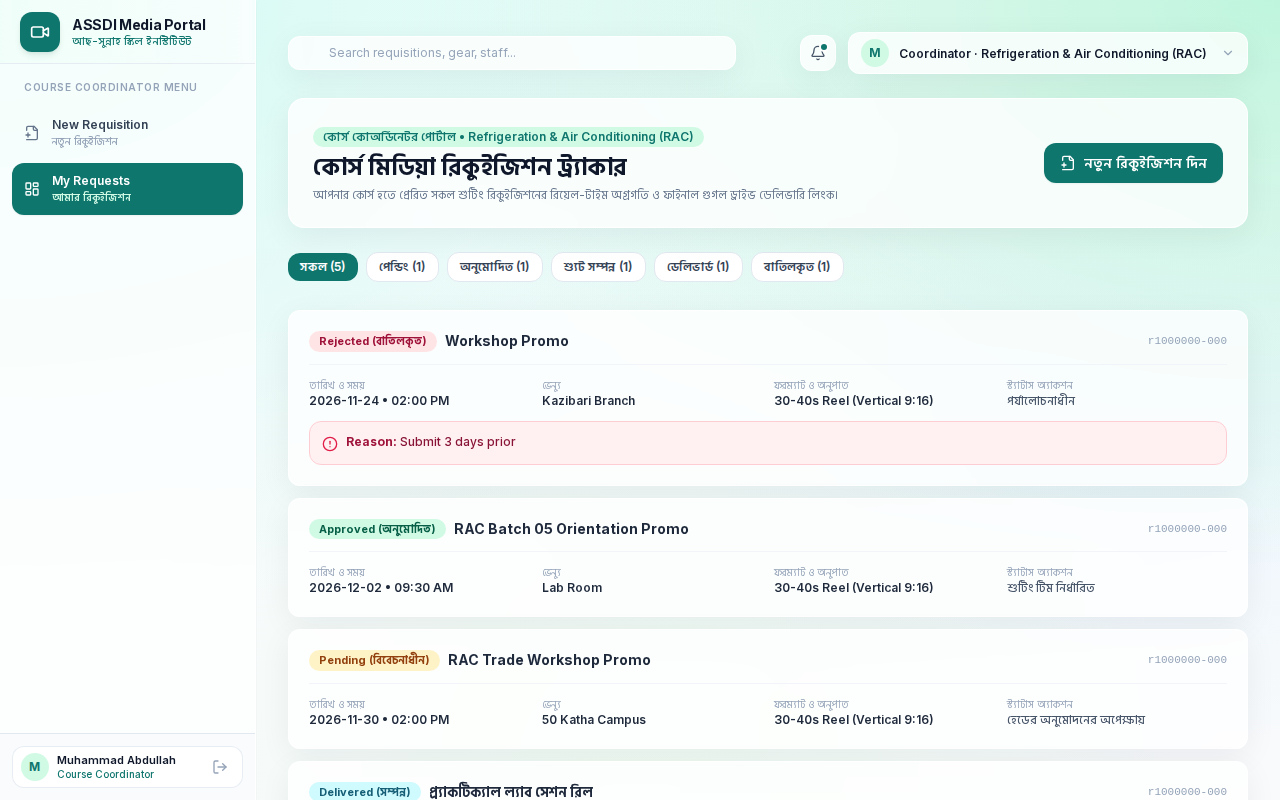 ASSDI Media Portal
আছ-সুন্নাহ স্কিল ইনস্টিটিউট
COURSE COORDINATOR MENU
New Requisition
নতুন রিকুইজিশন
My Requests
আমার রিকুইজিশন
Muhammad Abdullah
Course Coordinator
M
Search requisitions, gear, staff...
M
Coordinator · Refrigeration & Air Conditioning (RAC)
কোর্স কোঅর্ডিনেটর পোর্টাল • Refrigeration & Air Conditioning (RAC)
কোর্স মিডিয়া রিকুইজিশন ট্র্যাকার
আপনার কোর্স হতে প্রেরিত সকল শুটিং রিকুইজিশনের রিয়েল-টাইম অগ্রগতি ও ফাইনাল গুগল ড্রাইভ ডেলিভারি লিংক।
নতুন রিকুইজিশন দিন
সকল (5) পেন্ডিং (1) অনুমোদিত (1) শুট সম্পন্ন (1) ডেলিভার্ড (1) বাতিলকৃত (1)
Rejected (বাতিলকৃত) Workshop Promo r1000000-000
তারিখ ও সময় ভেন্যু ফরম্যাট ও অনুপাত স্ট্যাটাস অ্যাকশন
2026-11-24 • 02:00 PM Kazibari Branch 30-40s Reel (Vertical 9:16) পর্যালোচনাধীন
Reason: Submit 3 days prior
Approved (অনুমোদিত) RAC Batch 05 Orientation Promo r1000000-000
তারিখ ও সময় ভেন্যু ফরম্যাট ও অনুপাত স্ট্যাটাস অ্যাকশন
2026-12-02 • 09:30 AM Lab Room 30-40s Reel (Vertical 9:16) শুটিং টিম নির্ধারিত
Pending (বিবেচনাধীন) RAC Trade Workshop Promo r1000000-000
তারিখ ও সময় ভেন্যু ফরম্যাট ও অনুপাত স্ট্যাটাস অ্যাকশন
2026-11-30 • 02:00 PM 50 Katha Campus 30-40s Reel (Vertical 9:16) হেডের অনুমোদনের অপেক্ষায়
Delivered (সম্পন্ন) প্র্যাকটিক্যাল ল্যাব সেশন রিল r1000000-000